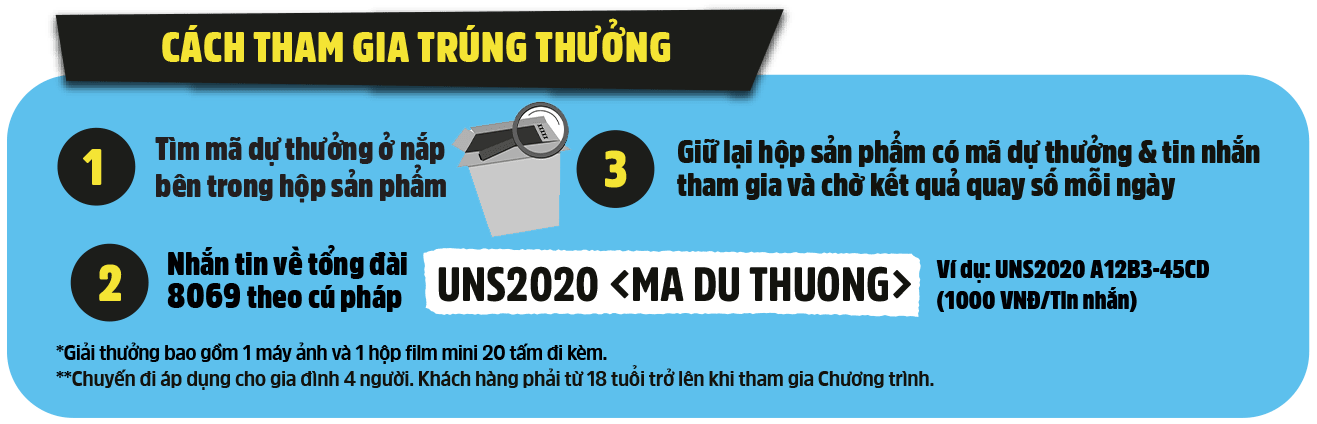 CÁCH THAM GIA TRÚNG THƯỞNG
1
Tìm mã dự thưởng ở nắp
bên trong hộp sản phẩm
2
Nhắn tin về tổng đài
8069 theo cú pháp
UNS2020 <MA DU THUONG>
Ví dụ: UNS2020 A12B3-45CD
(1000 VNĐ/Tin nhắn)
3
Giữ lại hộp sản phẩm có mã dự thưởng & tin nhắn
tham gia và chờ kết quả quay số mỗi ngày
*Giải thưởng bao gồm 1 máy ảnh và 1 hộp film mini 20 tấm đi kèm.
**Chuyến đi áp dụng cho gia đình 4 người. Khách hàng phải từ 18 tuổi trở lên khi tham gia Chương trình.